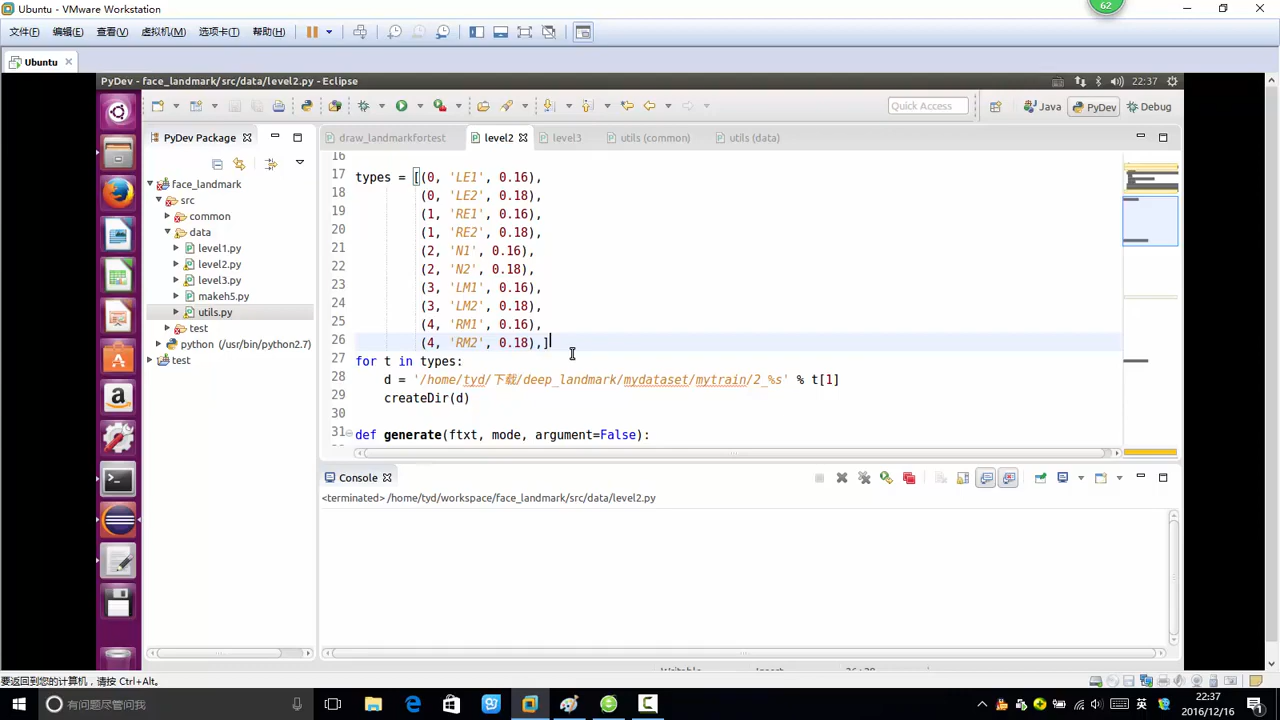 Ubuntu - VMware Workstation
62
文件(F) 编辑(E) 查看(V) 虚拟机(M) 选项卡(T) 帮助(H)
Ubuntu
PyDev - face_landmark/src/data/level2.py - Eclipse
22:37
Quick Access
Java
PyDev
Debug
PyDev Package
face_landmark
src
common
data
level1.py
level2.py
level3.py
makeh5.py
utils.py
test
python (/usr/bin/python2.7)
test
draw_landmarkfortest
level2
level3
utils (common)
utils (data)
16
17 types = [(0, 'LE1', 0.16),
18 (0, 'LE2', 0.18),
19 (1, 'RE1', 0.16),
20 (1, 'RE2', 0.18),
21 (2, 'N1', 0.16),
22 (2, 'N2', 0.18),
23 (3, 'LM1', 0.16),
24 (3, 'LM2', 0.18),
25 (4, 'RM1', 0.16),
26 (4, 'RM2', 0.18),]
27 for t in types:
28 d = '/home/tyd/下载/deep_landmark/mydataset/mytrain/2_%s' % t[1]
29 createDir(d)
30
31 def generate(ftxt, mode, argument=False):
Console
<terminated> /home/tyd/workspace/face_landmark/src/data/level2.py
要返回到您的计算机，请按 Ctrl+Alt。
有问题尽管问我
22:37
2016/12/16